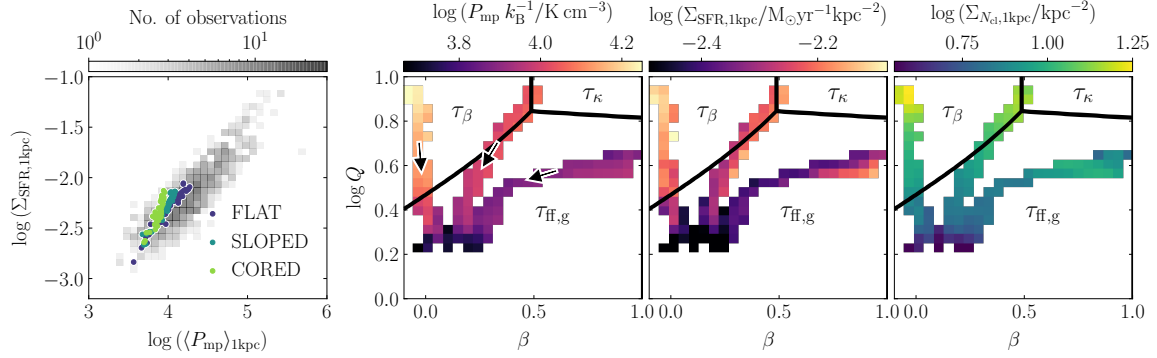 No. of observations
10^0 10^1
log (Σ_SFR,1kpc)
−1.0
−1.5
−2.0
−2.5
−3.0
FLAT
SLOPED
CORED
3 4 5 6
log (⟨P_mp⟩_1kpc)
log (P_mp k_B^−1/K cm^−3)
3.8 4.0 4.2
log Q
1.0
0.8
0.6
0.4
0.2
0.0
τ_β τ_κ
τ_ff,g
0.0 0.5 1.0
β
log (Σ_SFR,1kpc/M_⊙yr^−1kpc^−2)
−2.4 −2.2
τ_β τ_κ
τ_ff,g
0.0 0.5 1.0
β
log (Σ_N_cl,1kpc/kpc^−2)
0.75 1.00 1.25
τ_β τ_κ
τ_ff,g
0.0 0.5 1.0
β